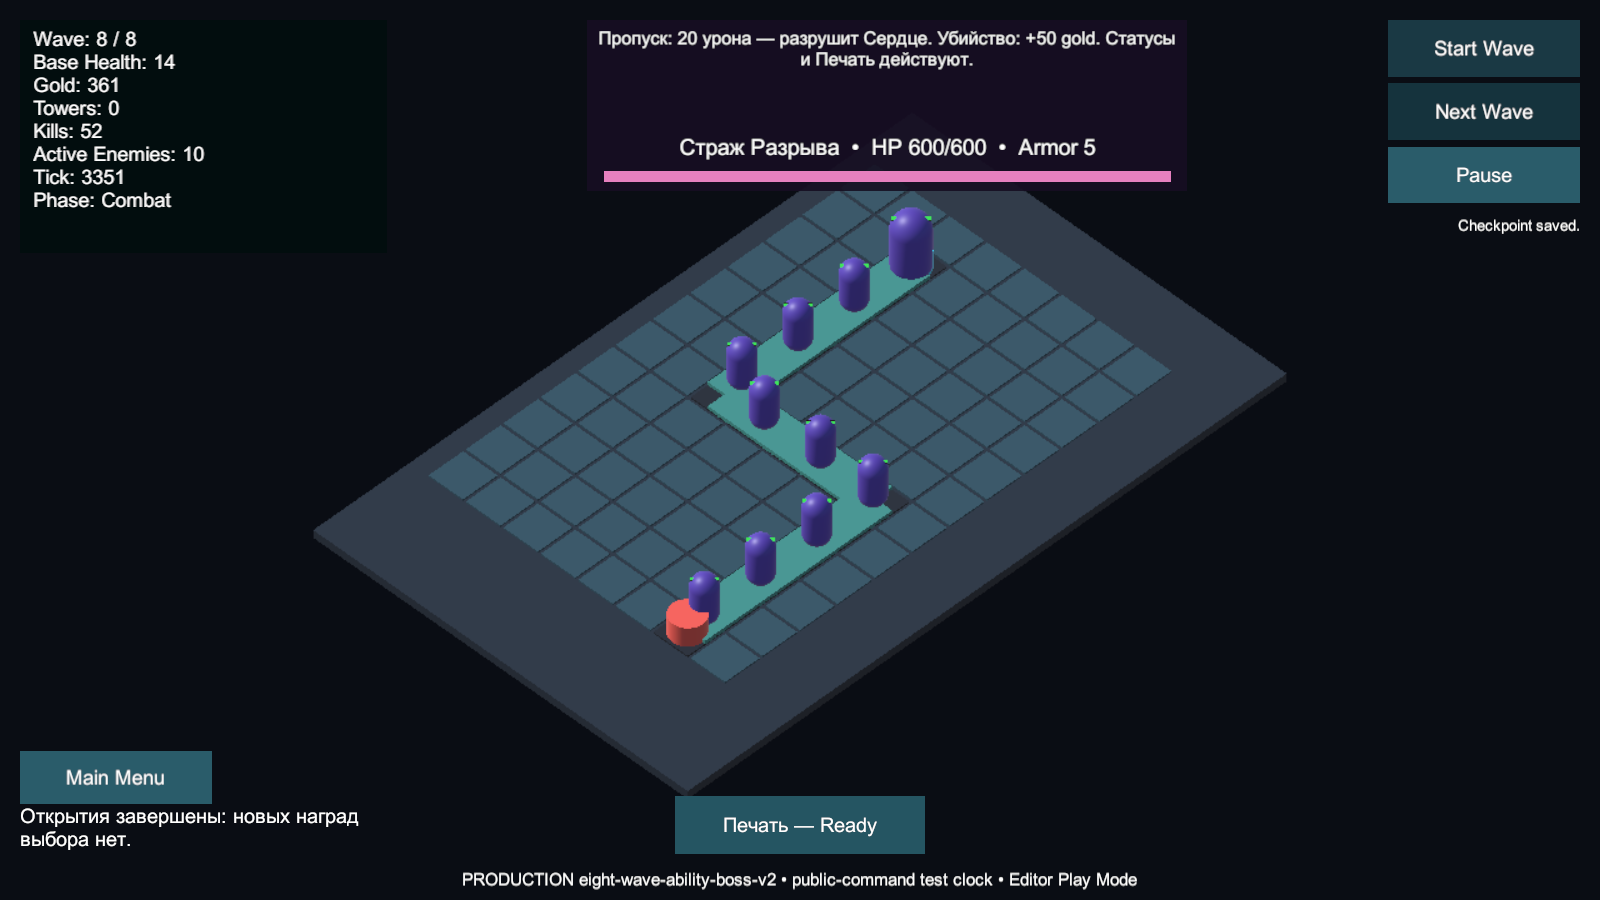 Wave: 8 / 8
Base Health: 14
Gold: 361
Towers: 0
Kills: 52
Active Enemies: 10
Tick: 3351
Phase: Combat
Пропуск: 20 урона — разрушит Сердце. Убийство: +50 gold. Статусы
и Печать действуют.
Страж Разрыва • HP 600/600 • Armor 5
Start Wave
Next Wave
Pause
Checkpoint saved.
Main Menu
Открытия завершены: новых наград
выбора нет.
Печать — Ready
PRODUCTION eight-wave-ability-boss-v2 • public-command test clock • Editor Play Mode